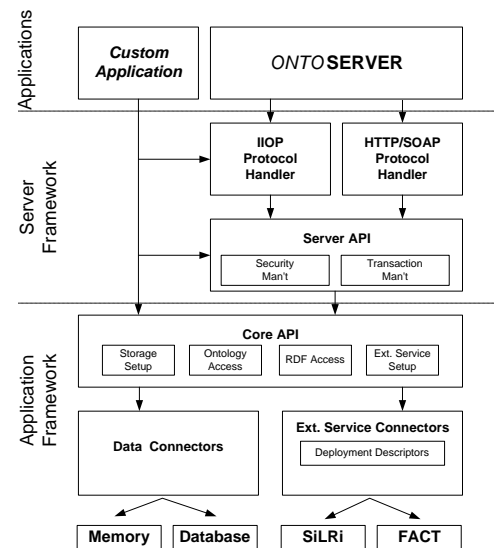 Applications
Custom
Application
ONTOSERVER
Server
Framework
IIOP
Protocol
Handler
HTTP/SOAP
Protocol
Handler
Server API
Security
Man't
Transaction
Man't
Application
Framework
Core API
Storage
Setup
Ontology
Access
RDF Access
Ext. Service
Setup
Data Connectors
Ext. Service Connectors
Deployment Descriptors
Memory
Database
SiLRi
FACT